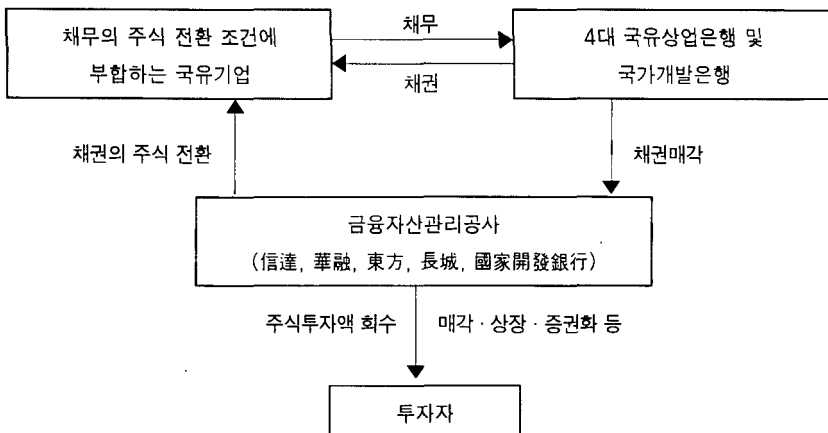 채무의 주식 전환 조건에
부합하는 국유기업
채무
채권
4대 국유상업은행 및
국가개발은행
채권의 주식 전환
채권매각
금융자산관리공사
(信達, 華融, 東方, 長城, 國家開發銀行)
주식투자액 회수
매각·상장·증권화 등
투자자